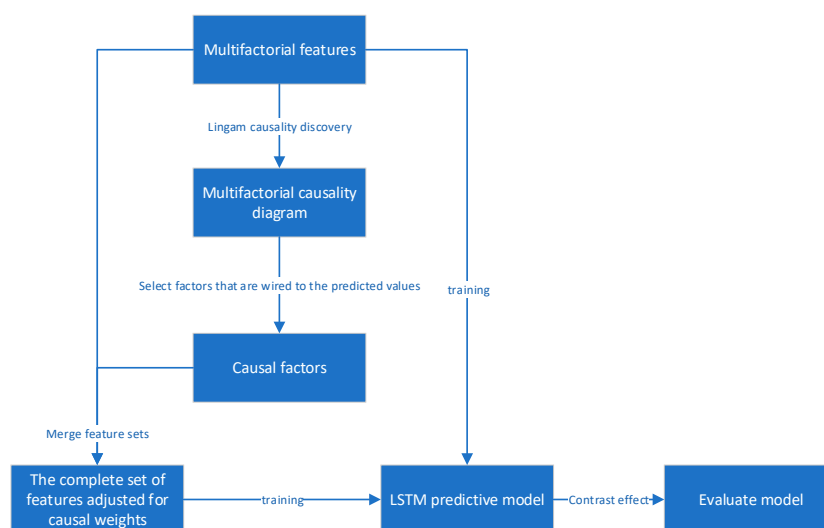 Multifactorial features
Lingam causality discovery
Multifactorial causality
diagram
Select factors that are wired to the predicted values
training
Causal factors
Merge feature sets
The complete set of
features adjusted for
causal weights
training
LSTM predictive model
Contrast effect
Evaluate model